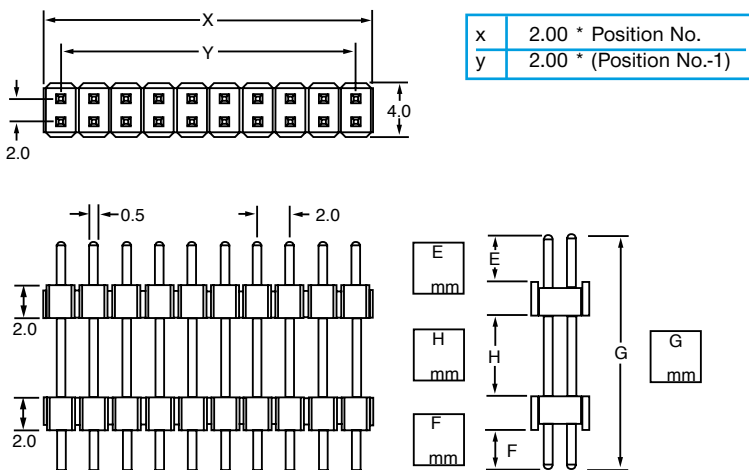 X
x 2.00 * Position No.
y 2.00 * (Position No.-1)
Y
4.0
2.0
0.5
2.0
E
mm
E
2.0
H
mm
H
G
G
mm
2.0
F
mm
F